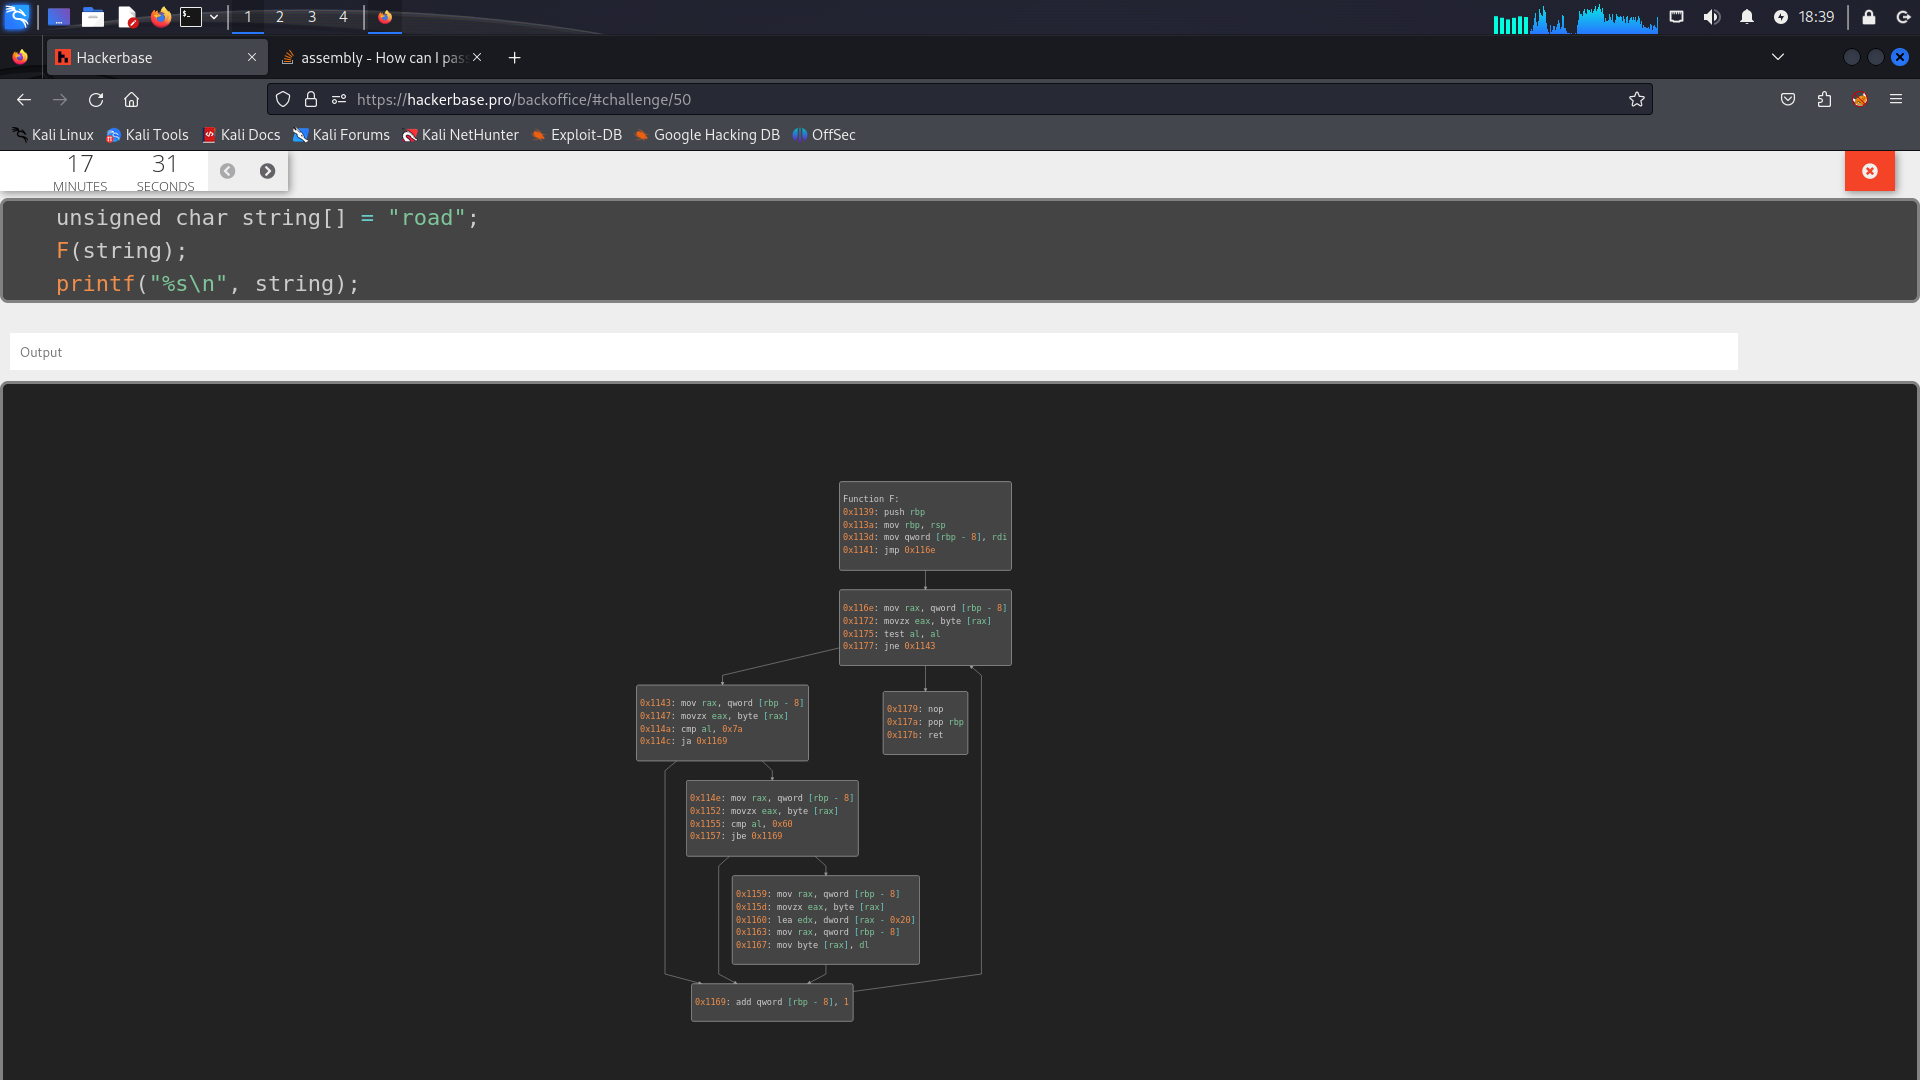 1 2 3 4 18:39
Hackerbase
assembly - How can I pas
https://hackerbase.pro/backoffice/#challenge/50
Kali Linux Kali Tools Kali Docs Kali Forums Kali NetHunter Exploit-DB Google Hacking DB OffSec
17 31
MINUTES SECONDS
unsigned char string[] = "road";
F(string);
printf("%s\n", string);
Output
Function F:
0x1139: push rbp
0x113a: mov rbp, rsp
0x113d: mov qword [rbp - 8], rdi
0x1141: jmp 0x116e
0x116e: mov rax, qword [rbp - 8]
0x1172: movzx eax, byte [rax]
0x1175: test al, al
0x1177: jne 0x1143
0x1143: mov rax, qword [rbp - 8]
0x1147: movzx eax, byte [rax]
0x114a: cmp al, 0x7a
0x114c: ja 0x1169
0x1179: nop
0x117a: pop rbp
0x117b: ret
0x114e: mov rax, qword [rbp - 8]
0x1152: movzx eax, byte [rax]
0x1155: cmp al, 0x60
0x1157: jbe 0x1169
0x1159: mov rax, qword [rbp - 8]
0x115d: movzx eax, byte [rax]
0x1160: lea edx, dword [rax - 0x20]
0x1163: mov rax, qword [rbp - 8]
0x1167: mov byte [rax], dl
0x1169: add qword [rbp - 8], 1